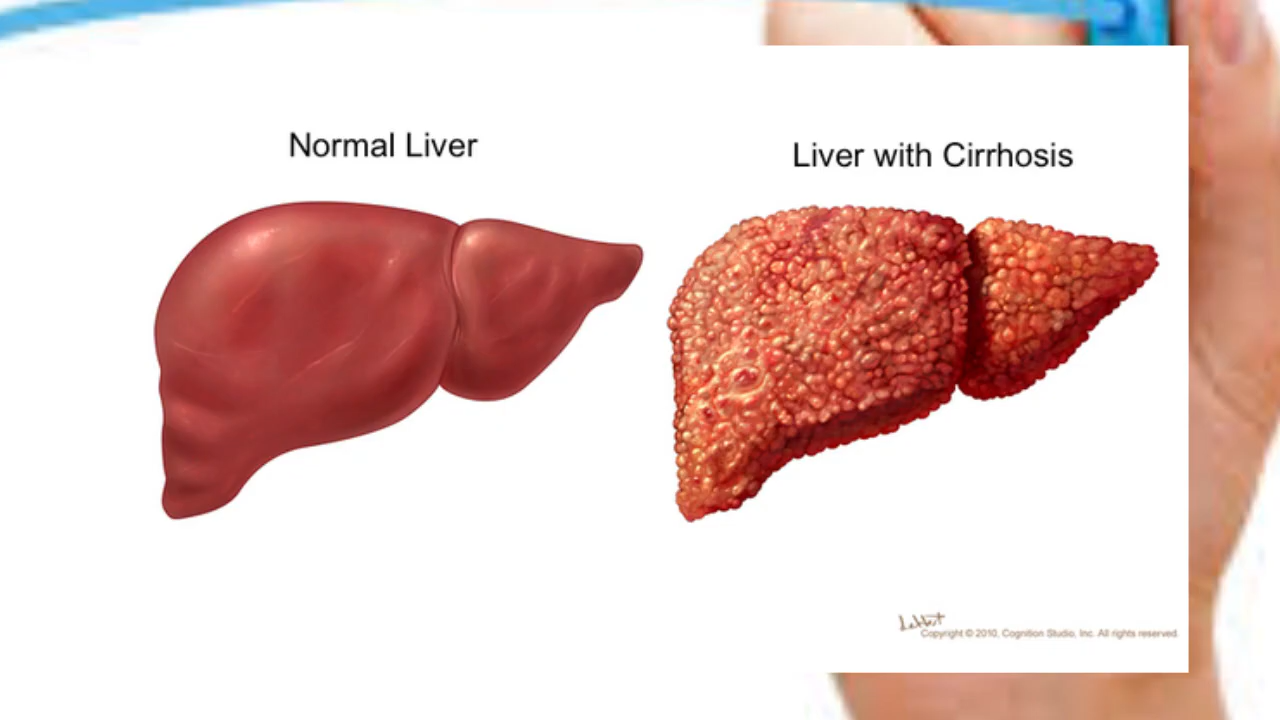 Normal Liver
Liver with Cirrhosis
Copyright © 2010, Cognition Studio, Inc. All rights reserved.